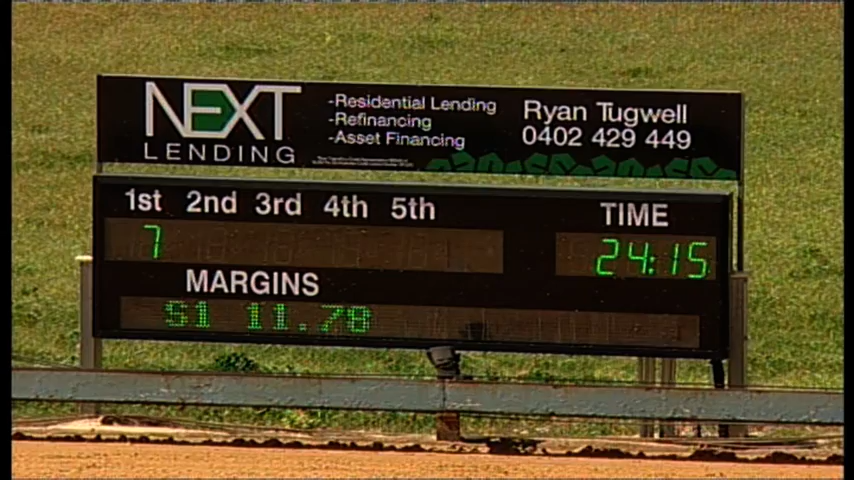 NEXT
LENDING
-Residential Lending
-Refinancing
-Asset Financing
Ryan Tugwell
0402 429 449
1st 2nd 3rd 4th 5th
TIME
7
24:15
MARGINS
S1 11.78